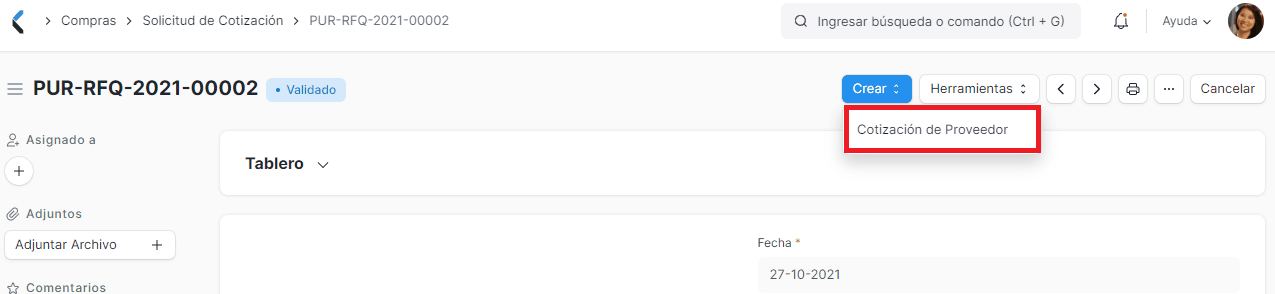 Compras Solicitud de Cotización PUR-RFQ-2021-00002
Ingresar búsqueda o comando (Ctrl + G)
Ayuda
PUR-RFQ-2021-00002
Validado
Crear
Herramientas
Cancelar
Cotización de Proveedor
Asignado a
Tablero
Adjuntos
Adjuntar Archivo
Fecha *
27-10-2021
Comentarios